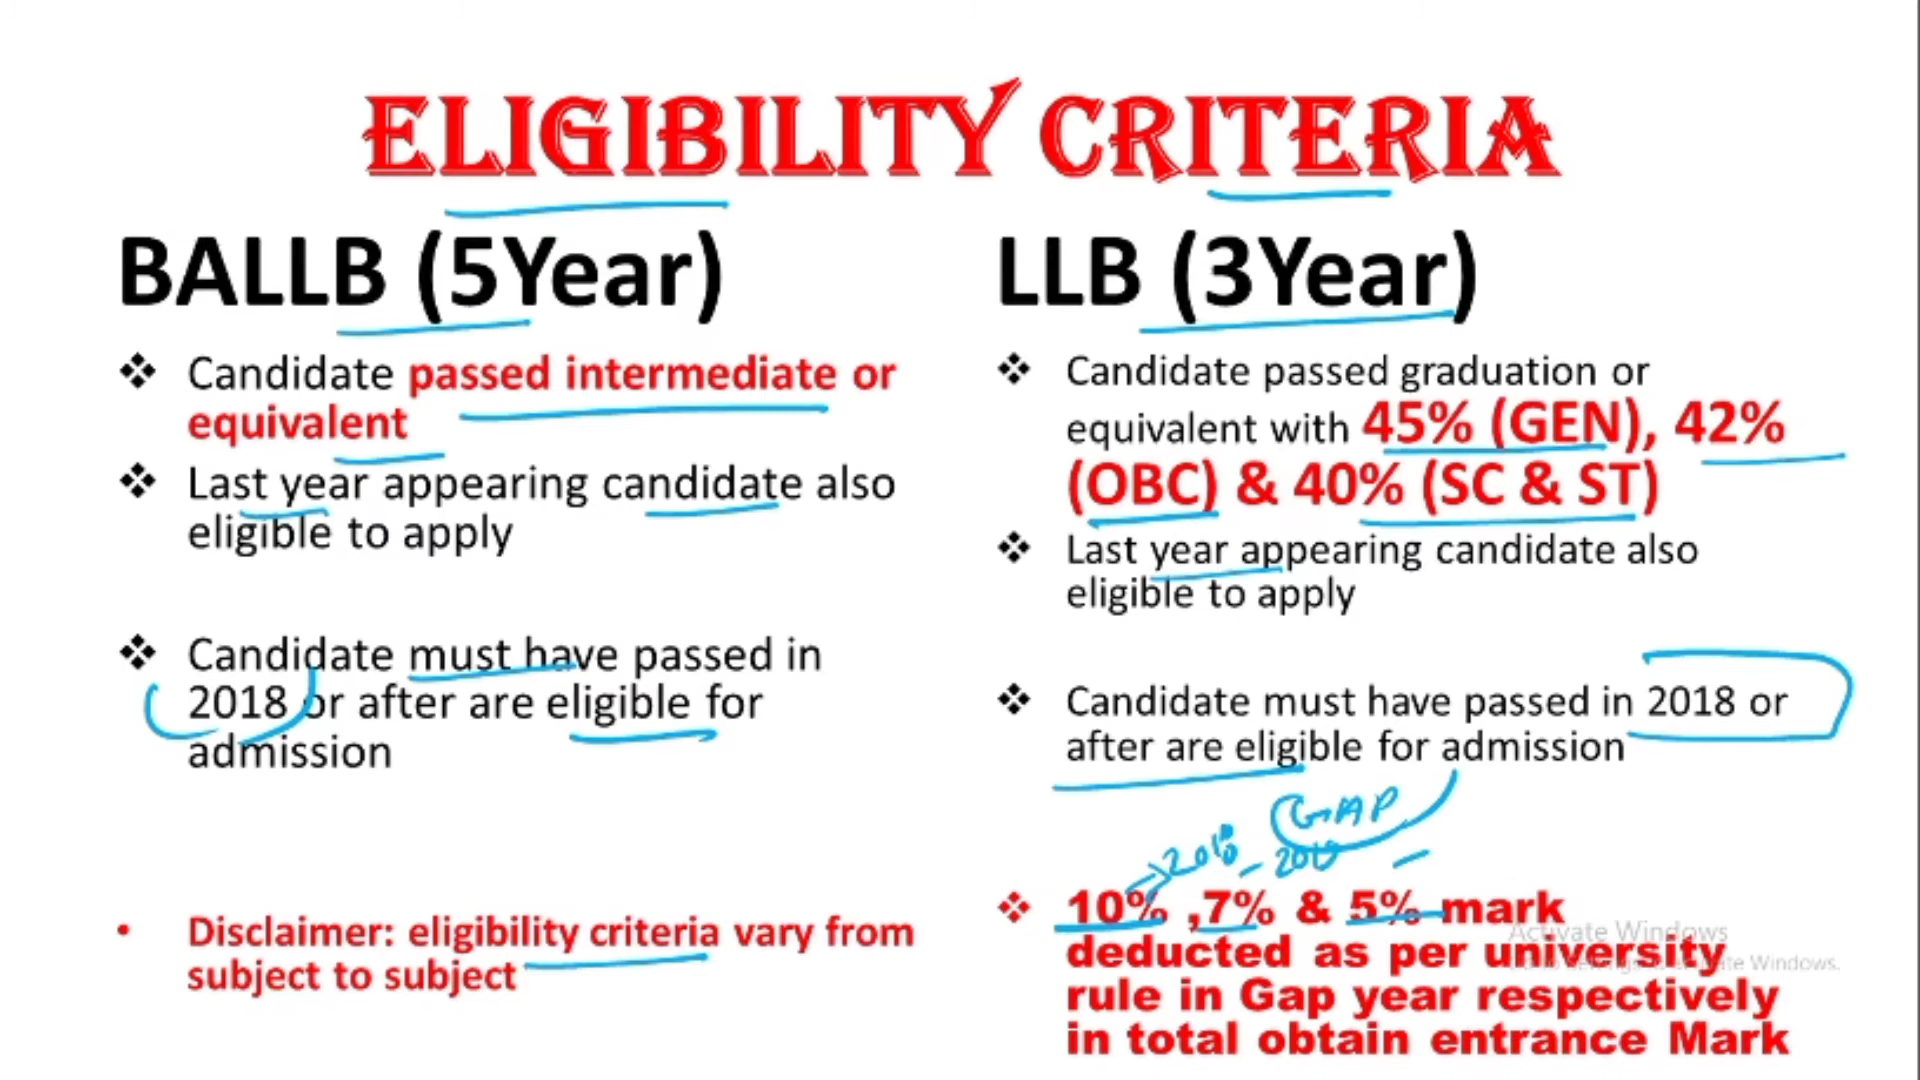 ELIGIBILITY CRITERIA
BALLB (5Year)
❖ Candidate passed intermediate or
equivalent
❖ Last year appearing candidate also
eligible to apply
❖ Candidate must have passed in
2018 or after are eligible for
admission
• Disclaimer: eligibility criteria vary from
subject to subject
LLB (3Year)
❖ Candidate passed graduation or
equivalent with 45% (GEN), 42%
(OBC) & 40% (SC & ST)
❖ Last year appearing candidate also
eligible to apply
❖ Candidate must have passed in 2018 or
after are eligible for admission
GAP
❖ 10% ,7% & 5% mark
deducted as per university
rule in Gap year respectively
in total obtain entrance Mark
Activate Windows